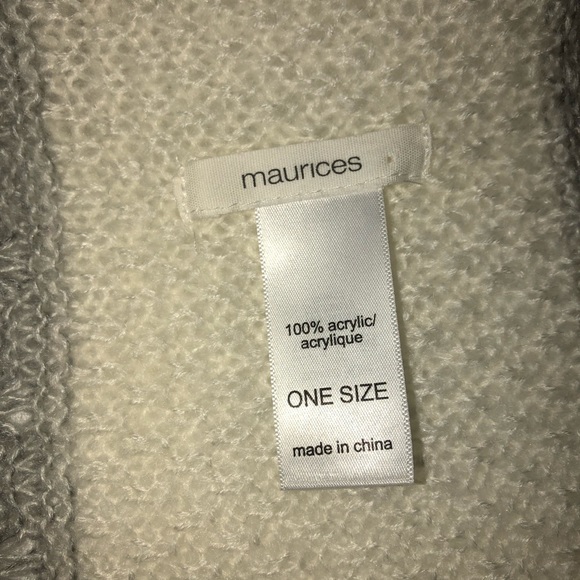 maurices
100% acrylic/
acrylique
ONE SIZE
made in china